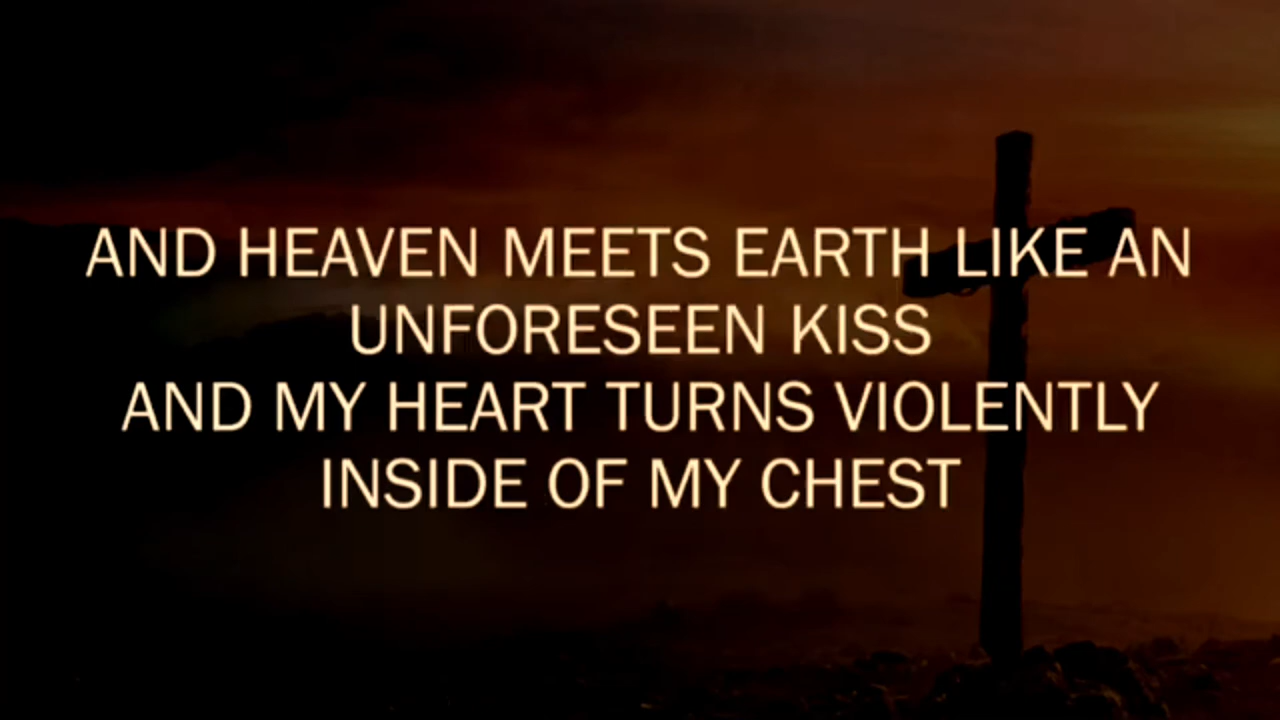 AND HEAVEN MEETS EARTH LIKE AN
UNFORESEEN KISS
AND MY HEART TURNS VIOLENTLY
INSIDE OF MY CHEST